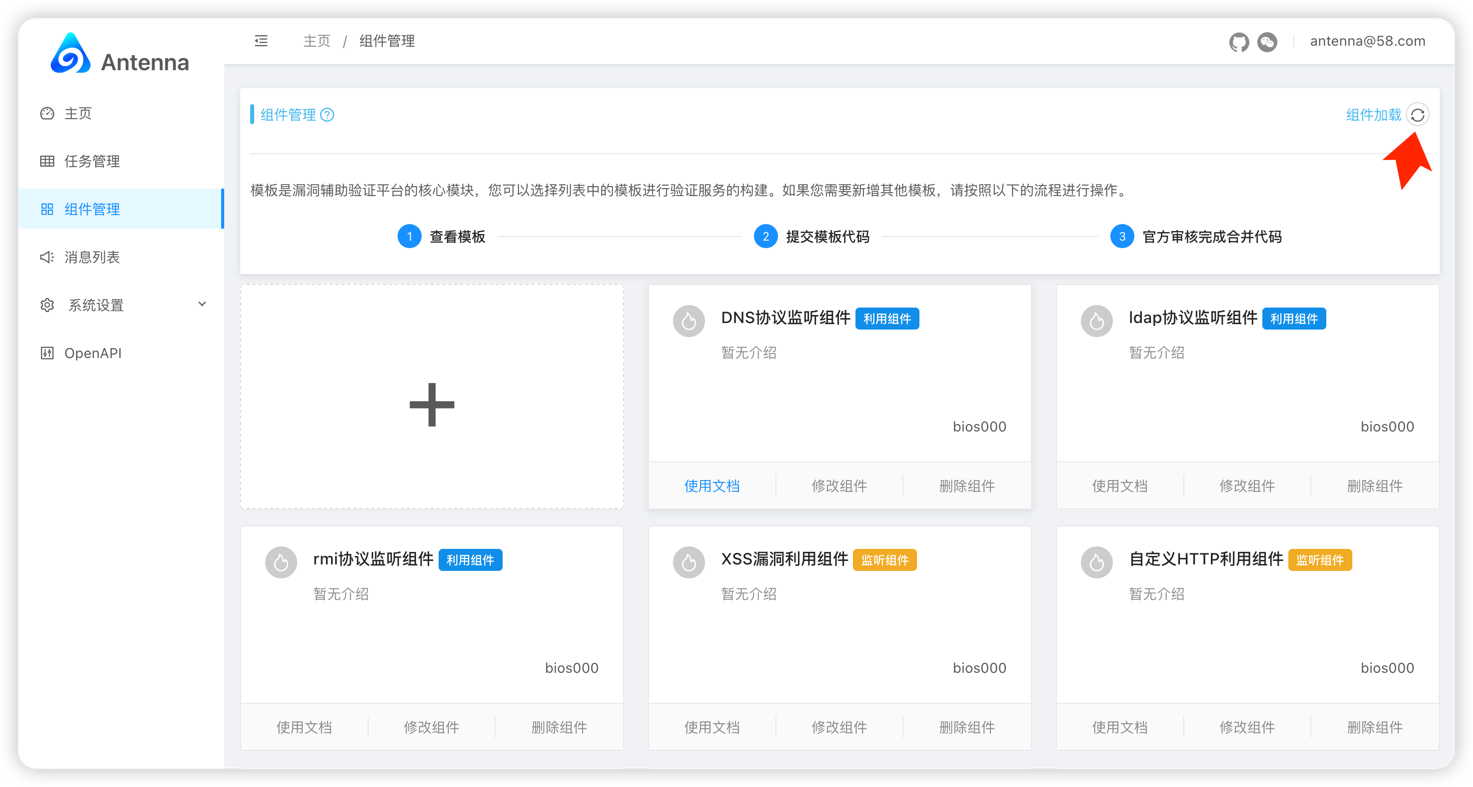 Antenna
主页 / 组件管理
antenna@58.com
主页
任务管理
组件管理
消息列表
系统设置
OpenAPI
组件管理 ?
组件加载
模板是漏洞辅助验证平台的核心模块，您可以选择列表中的模板进行验证服务的构建。如果您需要新增其他模板，请按照以下的流程进行操作。
1 查看模板 2 提交模板代码 3 官方审核完成合并代码
DNS协议监听组件 利用组件
暂无介绍
bios000
使用文档 修改组件 删除组件
ldap协议监听组件 利用组件
暂无介绍
bios000
使用文档 修改组件 删除组件
rmi协议监听组件 利用组件
暂无介绍
bios000
使用文档 修改组件 删除组件
XSS漏洞利用组件 监听组件
暂无介绍
bios000
使用文档 修改组件 删除组件
自定义HTTP利用组件 监听组件
暂无介绍
bios000
使用文档 修改组件 删除组件